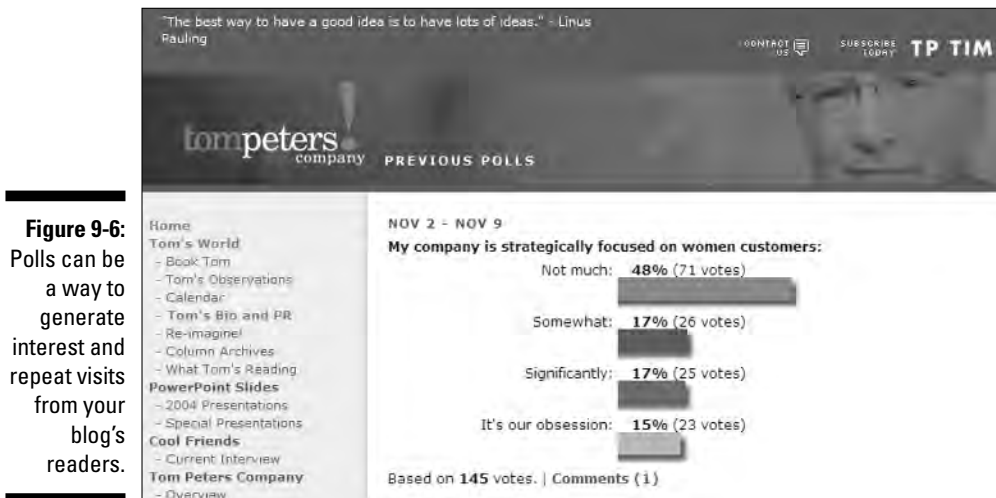 "The best way to have a good idea is to have lots of ideas." - Linus
Pauling
CONTACT
US
SUBSCRIBE
TODAY
TP TIM
tompeters!
company
PREVIOUS POLLS
Figure 9-6:
Polls can be
a way to
generate
interest and
repeat visits
from your
blog's
readers.
Home
Tom's World
- Book Tom
- Tom's Observations
- Calendar
- Tom's Bio and PR
- Re-imagine!
- Column Archives
- What Tom's Reading
PowerPoint Slides
- 2004 Presentations
- Special Presentations
Cool Friends
- Current Interview
Tom Peters Company
- Overview
NOV 2 - NOV 9
My company is strategically focused on women customers:
Not much: 48% (71 votes)
Somewhat: 17% (26 votes)
Significantly: 17% (25 votes)
It's our obsession: 15% (23 votes)
Based on 145 votes. | Comments (1)